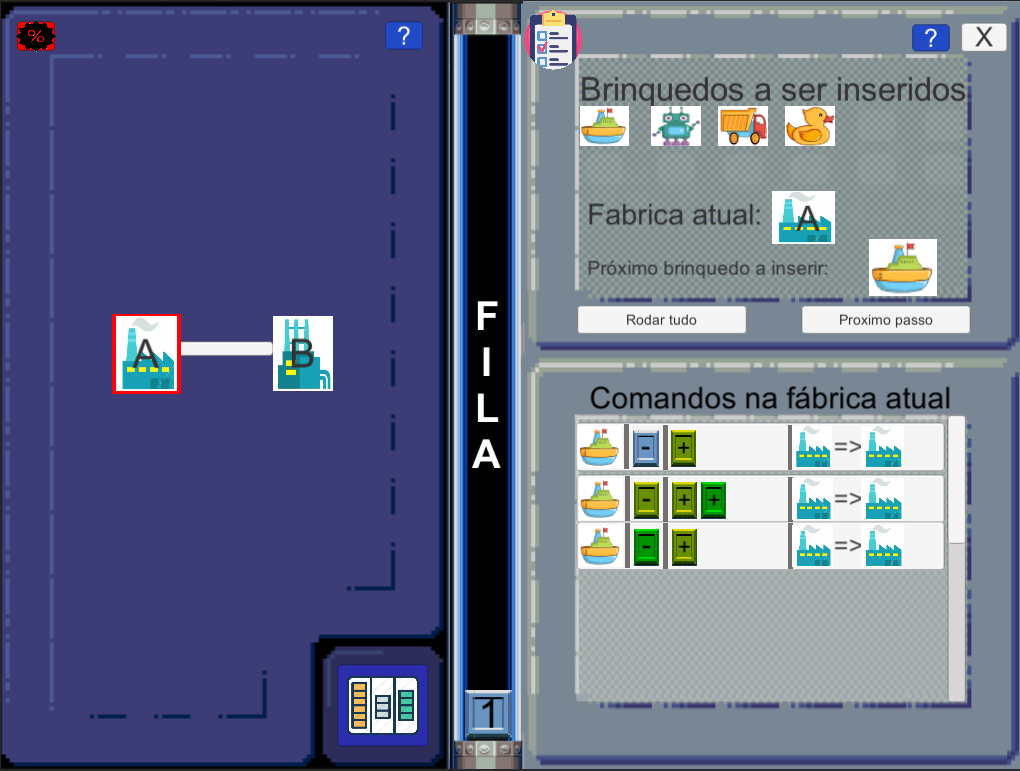 %
?
A
B
F
I
L
A
1
?
X
Brinquedos a ser inseridos
Fabrica atual: A
Próximo brinquedo a inserir:
Rodar tudo
Proximo passo
Comandos na fábrica atual
- + =>
- + + =>
- + =>